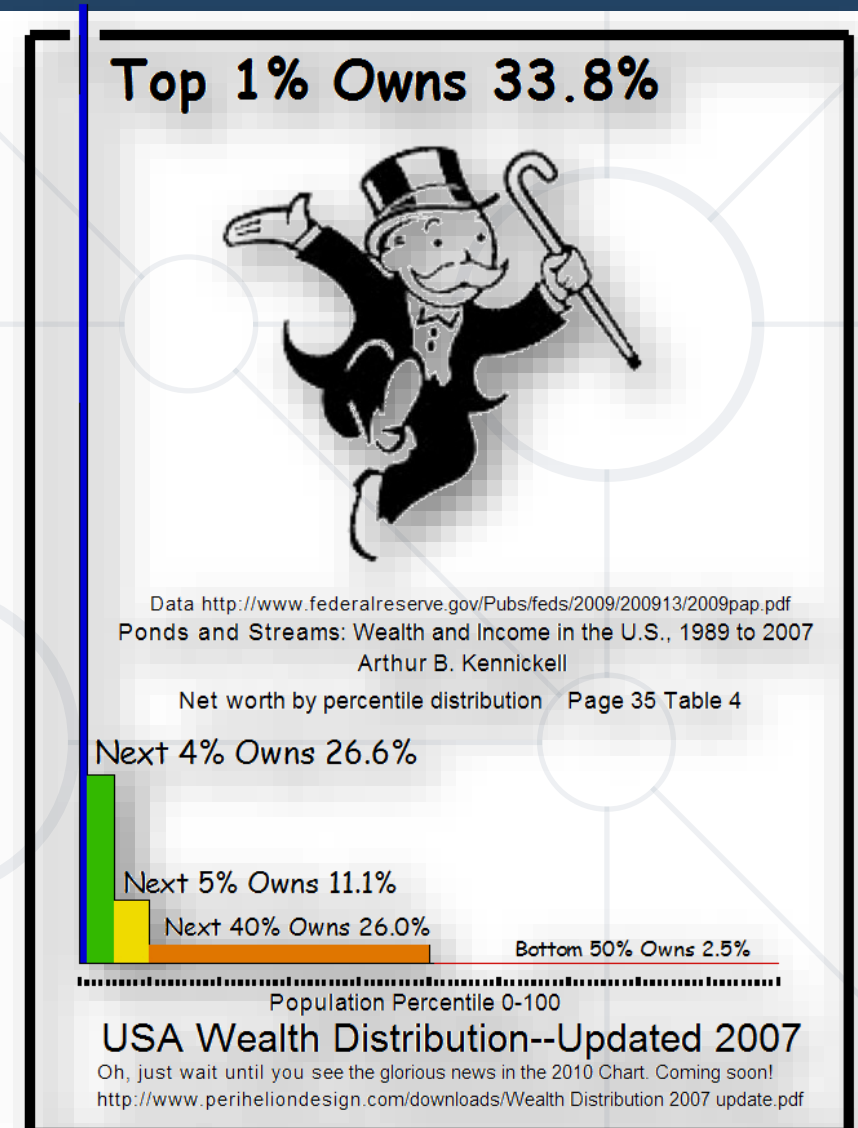 Top 1% Owns 33.8%
Data http://www.federalreserve.gov/Pubs/feds/2009/200913/2009pap.pdf
Ponds and Streams: Wealth and Income in the U.S., 1989 to 2007
Arthur B. Kennickell
Net worth by percentile distribution Page 35 Table 4
Next 4% Owns 26.6%
Next 5% Owns 11.1%
Next 40% Owns 26.0%
Bottom 50% Owns 2.5%
Population Percentile 0-100
USA Wealth Distribution--Updated 2007
Oh, just wait until you see the glorious news in the 2010 Chart. Coming soon!
http://www.periheliondesign.com/downloads/Wealth Distribution 2007 update.pdf